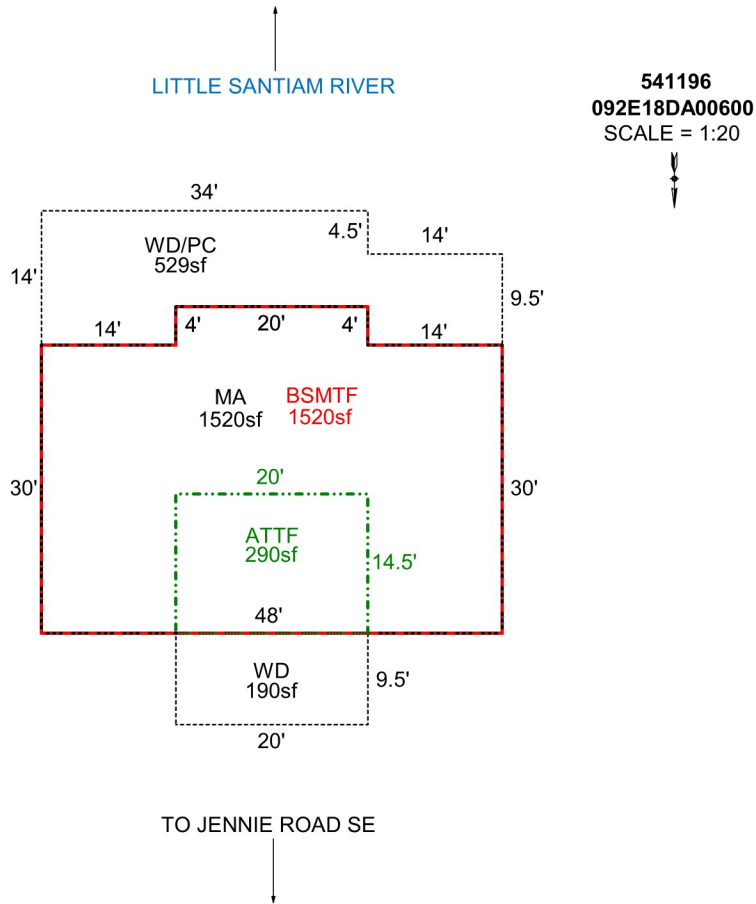 LITTLE SANTIAM RIVER
541196
092E18DA00600
SCALE = 1:20
34'
4.5'
14'
WD/PC
529sf
14'
9.5'
14'
4'
20'
4'
14'
MA
1520sf
BSMTF
1520sf
30'
30'
20'
ATTF
290sf
14.5'
48'
WD
190sf
9.5'
20'
TO JENNIE ROAD SE